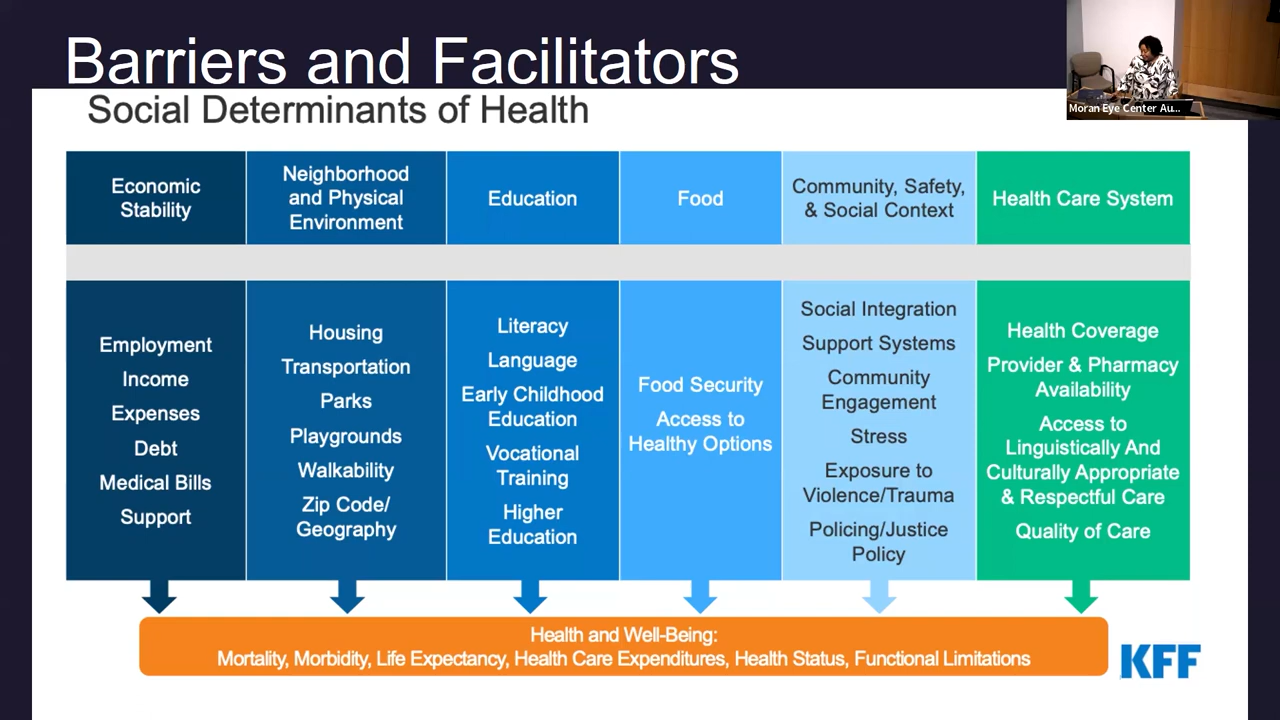 Barriers and Facilitators
Social Determinants of Health
Moran Eye Center Au...
Economic
Stability
Neighborhood
and Physical
Environment
Education
Food
Community, Safety,
& Social Context
Health Care System
Employment
Income
Expenses
Debt
Medical Bills
Support
Housing
Transportation
Parks
Playgrounds
Walkability
Zip Code/
Geography
Literacy
Language
Early Childhood
Education
Vocational
Training
Higher
Education
Food Security
Access to
Healthy Options
Social Integration
Support Systems
Community
Engagement
Stress
Exposure to
Violence/Trauma
Policing/Justice
Policy
Health Coverage
Provider & Pharmacy
Availability
Access to
Linguistically And
Culturally Appropriate
& Respectful Care
Quality of Care
Health and Well-Being:
Mortality, Morbidity, Life Expectancy, Health Care Expenditures, Health Status, Functional Limitations
KFF